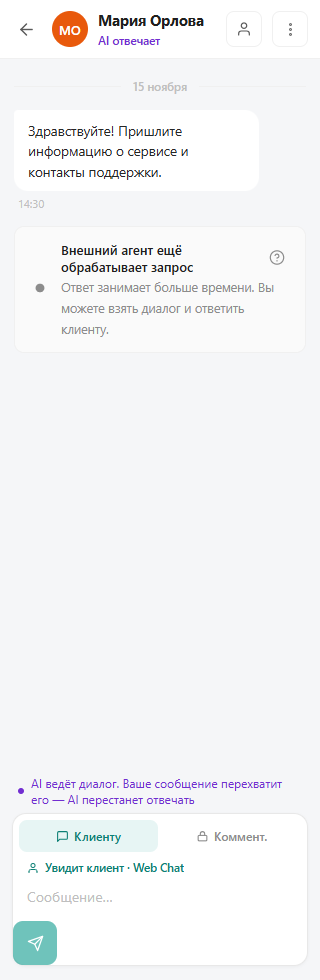 МО
Мария Орлова
AI отвечает
15 ноября
Здравствуйте! Пришлите
информацию о сервисе и
контакты поддержки.
14:30
Внешний агент ещё
обрабатывает запрос
Ответ занимает больше времени. Вы
можете взять диалог и ответить
клиенту.
AI ведёт диалог. Ваше сообщение перехватит
его — AI перестанет отвечать
Клиенту
Коммент.
Увидит клиент · Web Chat
Сообщение...